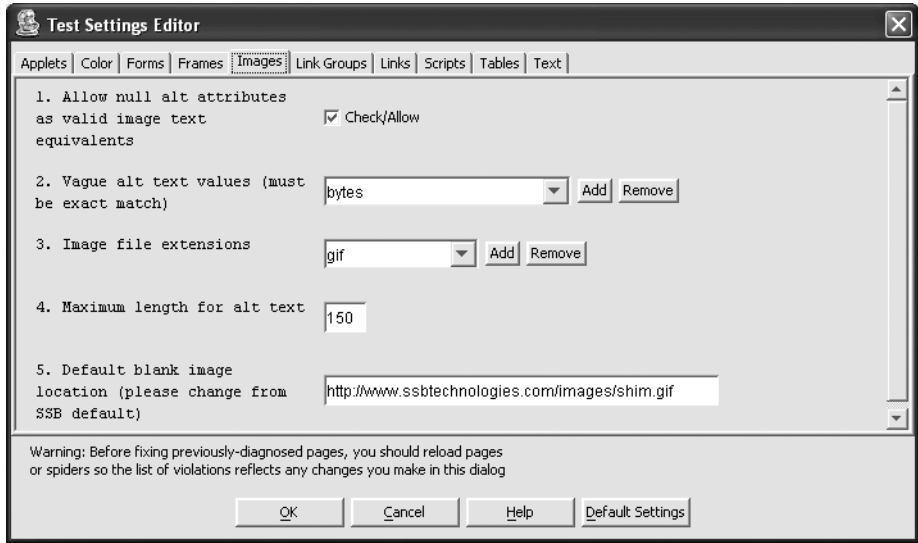 Test Settings Editor
Applets Color Forms Frames Images Link Groups Links Scripts Tables Text
1. Allow null alt attributes
as valid image text
equivalents
Check/Allow
2. Vague alt text values (must
be exact match)
bytes
Add Remove
3. Image file extensions
gif
Add Remove
4. Maximum length for alt text
150
5. Default blank image
location (please change from
SSB default)
http://www.ssbtechnologies.com/images/shim.gif
Warning: Before fixing previously-diagnosed pages, you should reload pages
or spiders so the list of violations reflects any changes you make in this dialog
OK Cancel Help Default Settings